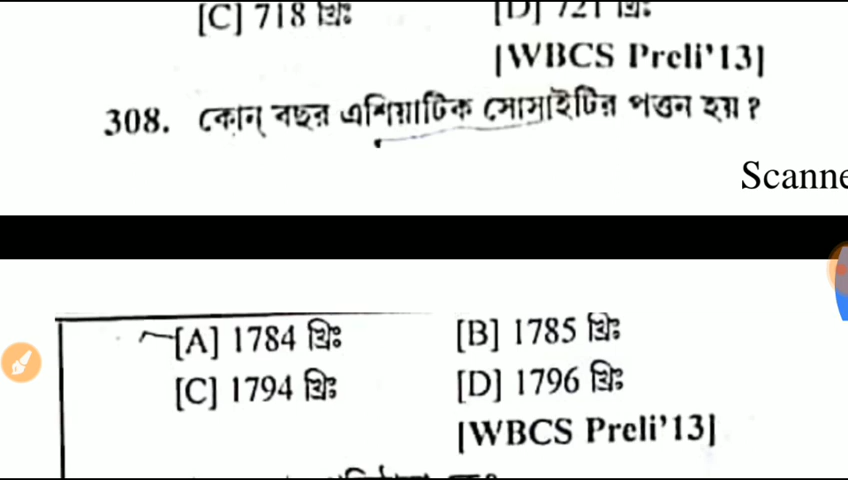 [C] 718 খ্রিঃ [D] 721 খ্রিঃ
[WBCS Preli'13]
308. কোন্ বছর এশিয়াটিক সোসাইটির পত্তন হয় ?
Scanne
[A] 1784 খ্রিঃ [B] 1785 খ্রিঃ
[C] 1794 খ্রিঃ [D] 1796 খ্রিঃ
[WBCS Preli'13]